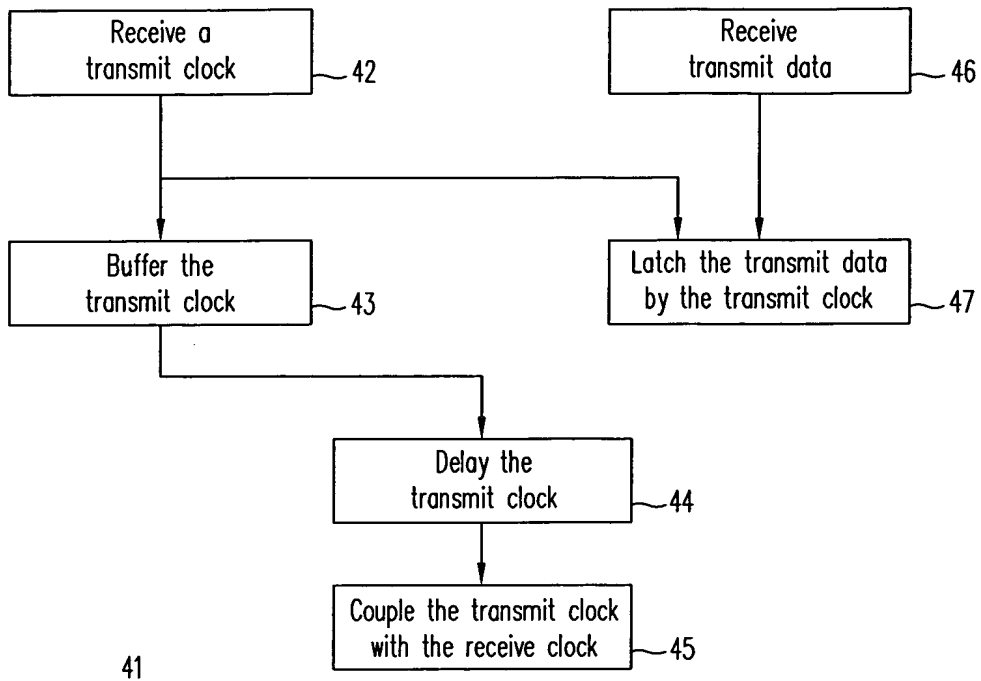 Receive a
transmit clock
42
Receive
transmit data
46
Buffer the
transmit clock
43
Latch the transmit data
by the transmit clock
47
Delay the
transmit clock
44
Couple the transmit clock
with the receive clock
45
41